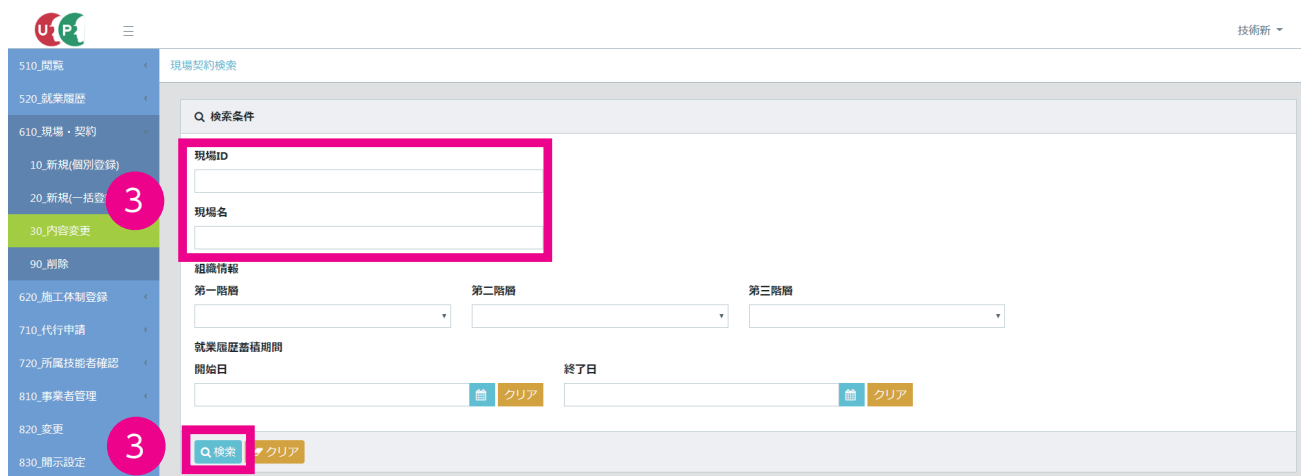 技術新
510_閲覧
520_就業履歴
610_現場・契約
10_新規(個別登録)
20_新規(一括登
30_内容変更
90_削除
620_施工体制登録
710_代行申請
720_所属技能者確認
810_事業者管理
820_変更
830_開示設定
現場契約検索
検索条件
3
現場ID
現場名
組織情報
第一階層 第二階層 第三階層
就業履歴蓄積期間
開始日 終了日
クリア クリア
3
検索 クリア